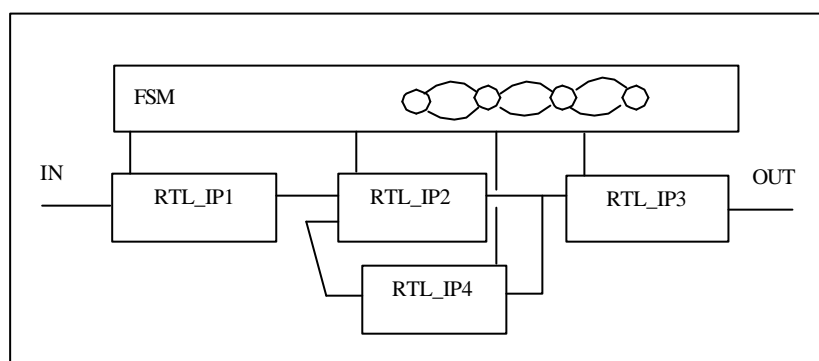 FSM
IN
RTL_IP1
RTL_IP2
RTL_IP3
OUT
RTL_IP4